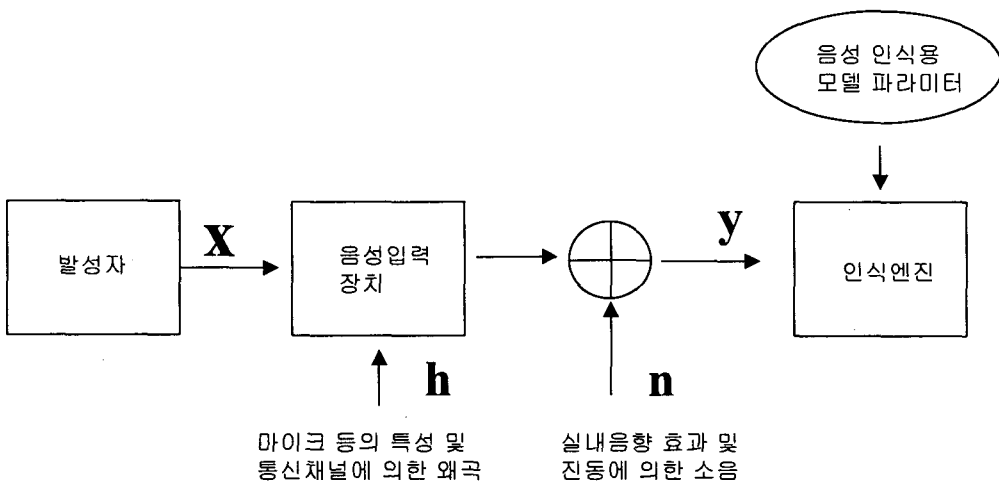 음성 인식용
모델 파라미터
발성자
X
음성입력
장치
y
인식엔진
h
n
마이크 등의 특성 및
통신채널에 의한 왜곡
실내음향 효과 및
진동에 의한 소음